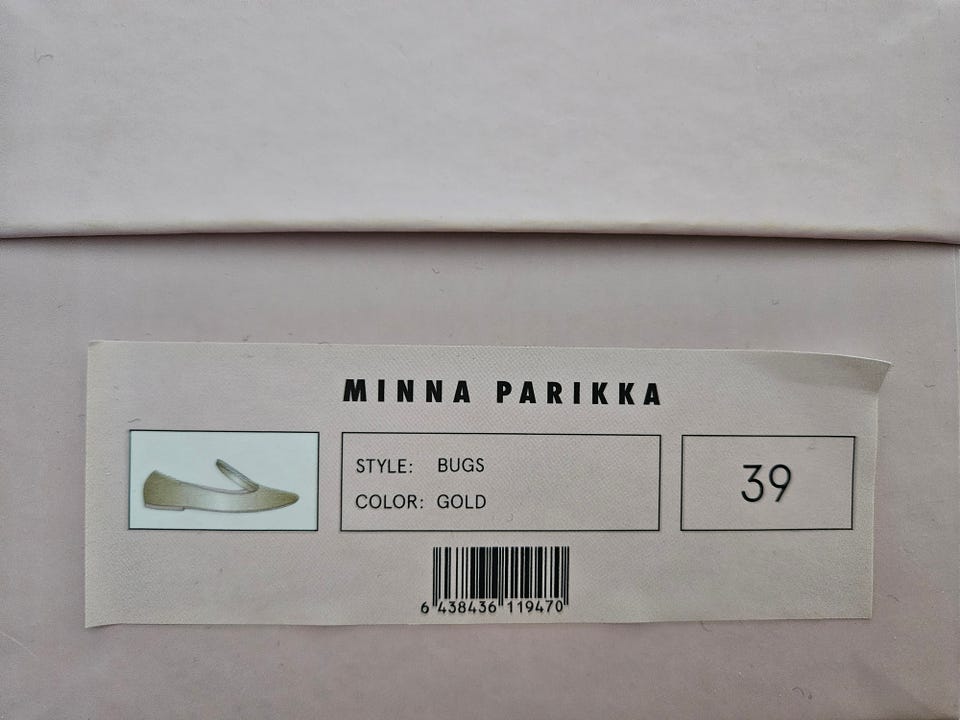 MINNA PARIKKA
STYLE: BUGS
COLOR: GOLD
39
6 438436 119470